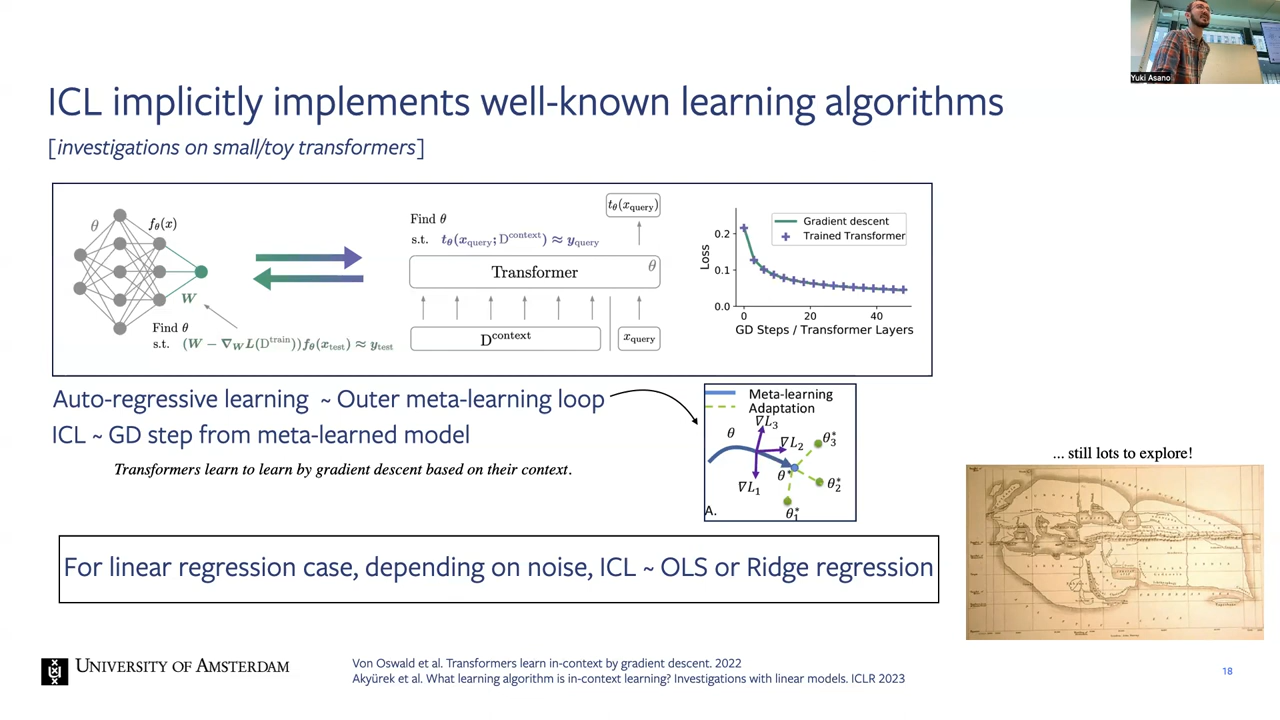 Yuki Asano
ICL implicitly implements well-known learning algorithms
[investigations on small/toy transformers]
θ
f_θ(x)
W
Find θ
s.t. (W − ∇_W L(D^train))f_θ(x_test) ≈ y_test
Find θ
s.t. t_θ(x_query; D^context) ≈ y_query
t_θ(x_query)
Transformer
θ
D^context
x_query
Loss
0.2
0.1
0.0
Gradient descent
Trained Transformer
0 20 40
GD Steps / Transformer Layers
Auto-regressive learning ~ Outer meta-learning loop
ICL ~ GD step from meta-learned model
Transformers learn to learn by gradient descent based on their context.
Meta-learning
Adaptation
θ
∇L₃
∇L₂
∇L₁
θ*
θ₃*
θ₂*
θ₁*
A.
... still lots to explore!
For linear regression case, depending on noise, ICL ~ OLS or Ridge regression
UNIVERSITY OF AMSTERDAM
Von Oswald et al. Transformers learn in-context by gradient descent. 2022
Akyürek et al. What learning algorithm is in-context learning? Investigations with linear models. ICLR 2023
18